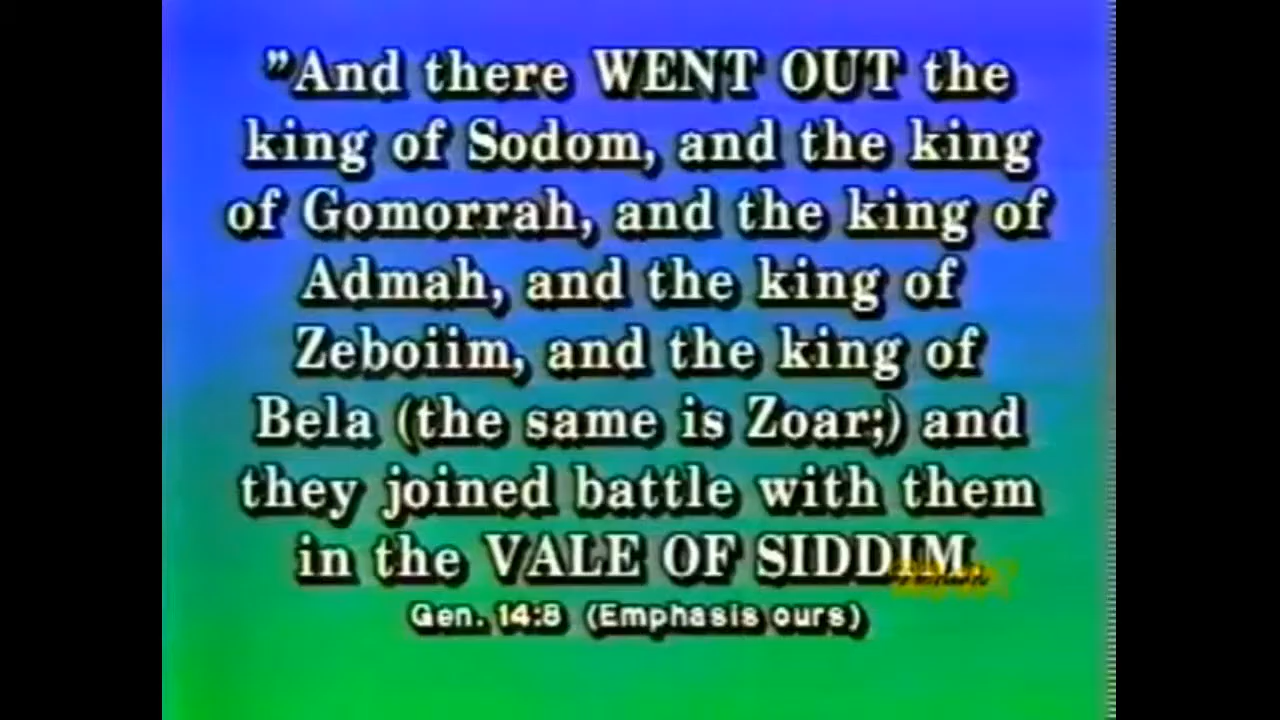 ”And there WENT OUT the
king of Sodom, and the king
of Gomorrah, and the king of
Admah, and the king of
Zeboiim, and the king of
Bela (the same is Zoar;) and
they joined battle with them
in the VALE OF SIDDIM.
Gen. 14:8 (Emphasis ours)